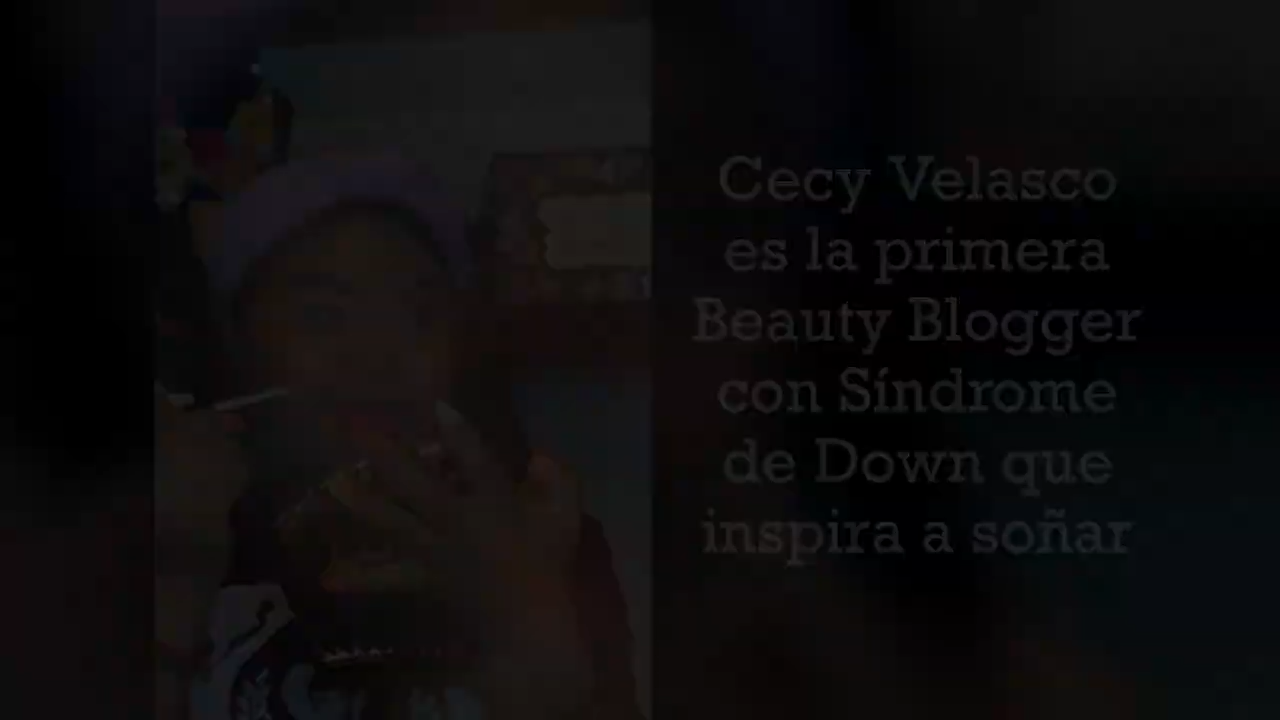 Cecy Velasco
es la primera
Beauty Blogger
con Síndrome
de Down que
inspira a soñar